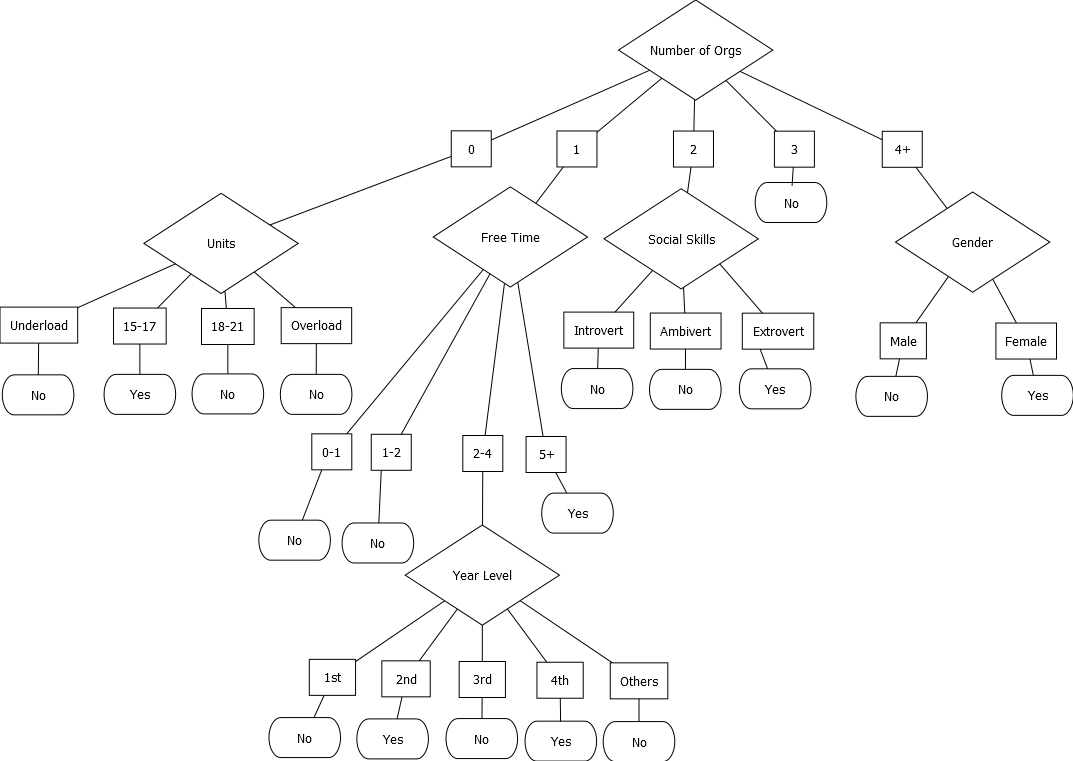 Number of Orgs
0
1
2
3
4+
No
Units
Free Time
Social Skills
Gender
Underload
15-17
18-21
Overload
Introvert
Ambivert
Extrovert
Male
Female
No
Yes
No
No
No
No
Yes
No
Yes
0-1
1-2
2-4
5+
Yes
No
No
Year Level
1st
2nd
3rd
4th
Others
No
Yes
No
Yes
No